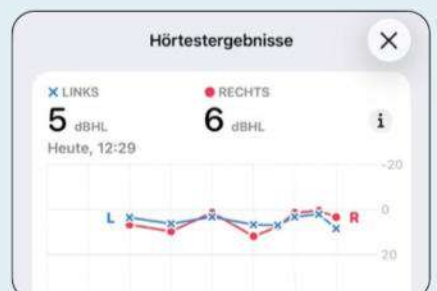 Hörtestergebnisse
× LINKS
● RECHTS
5 dBHL
6 dBHL
i
Heute, 12:29
-20
L
0
R
20